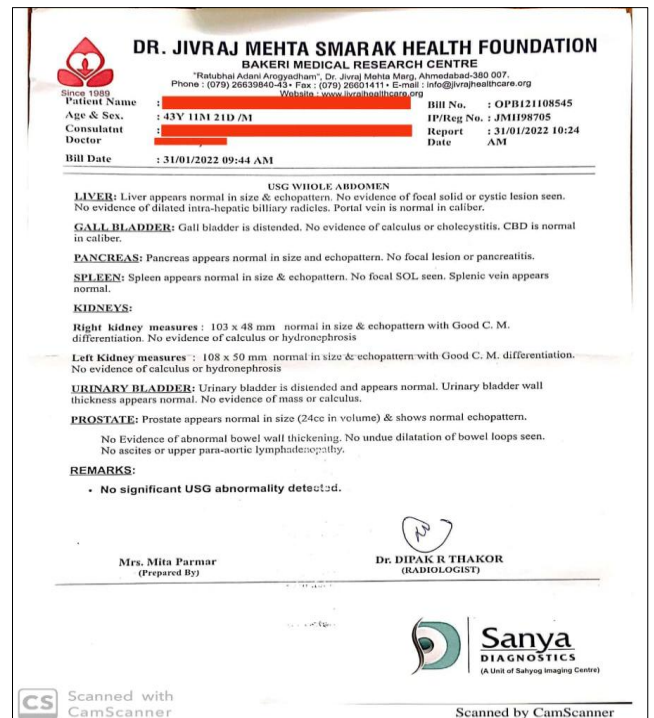 DR. JIVRAJ MEHTA SMARAK HEALTH FOUNDATION
BAKERI MEDICAL RESEARCH CENTRE
"Ratubhai Adani Arogyadham", Dr. Jivraj Mehta Marg, Ahmedabad-380 007.
Phone : (079) 26639840-43 • Fax : (079) 26601411 • E-mail : info@jivrajhealthcare.org
Website : www.jivrajhealthcare.org
Since 1989
Patient Name :
Bill No. : OPB121108545
Age & Sex. : 43Y 11M 21D /M
IP/Reg No. : JMH98705
Consulatnt Doctor :
Report Date : 31/01/2022 10:24 AM
Bill Date : 31/01/2022 09:44 AM
USG WHOLE ABDOMEN
LIVER: Liver appears normal in size & echopattern. No evidence of focal solid or cystic lesion seen.
No evidence of dilated intra-hepatic billiary radicles. Portal vein is normal in caliber.
GALL BLADDER: Gall bladder is distended. No evidence of calculus or cholecystitis. CBD is normal
in caliber.
PANCREAS: Pancreas appears normal in size and echopattern. No focal lesion or pancreatitis.
SPLEEN: Spleen appears normal in size & echopattern. No focal SOL seen. Splenic vein appears
normal.
KIDNEYS:
Right kidney measures : 103 x 48 mm normal in size & echopattern with Good C. M.
differentiation. No evidence of calculus or hydronephrosis
Left Kidney measures : 108 x 50 mm normal in size & echopattern with Good C. M. differentiation.
No evidence of calculus or hydronephrosis
URINARY BLADDER: Urinary bladder is distended and appears normal. Urinary bladder wall
thickness appears normal. No evidence of mass or calculus.
PROSTATE: Prostate appears normal in size (24cc in volume) & shows normal echopattern.
No Evidence of abnormal bowel wall thickening. No undue dilatation of bowel loops seen.
No ascites or upper para-aortic lymphadenopathy.
REMARKS:
• No significant USG abnormality detected.
Mrs. Mita Parmar
(Prepared By)
Dr. DIPAK R THAKOR
(RADIOLOGIST)
Sanya
DIAGNOSTICS
(A Unit of Sahyog Imaging Centre)
CS Scanned with
CamScanner
Scanned by CamScanner